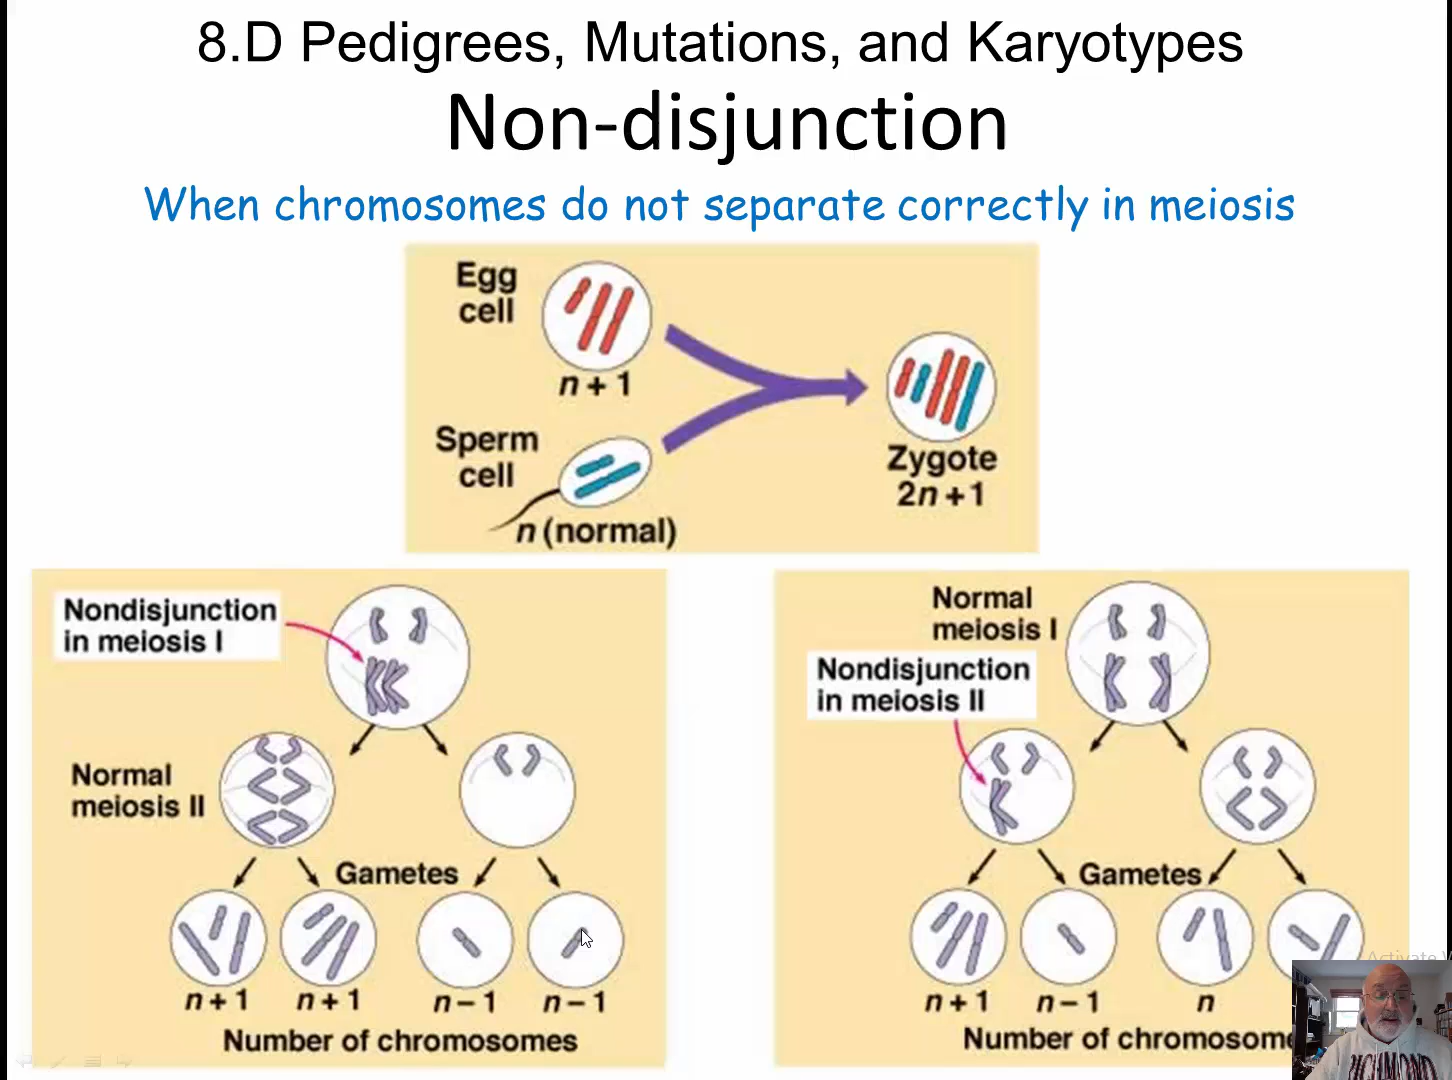 8.D Pedigrees, Mutations, and Karyotypes
Non-disjunction
When chromosomes do not separate correctly in meiosis
Egg
cell
n + 1
Sperm
cell
n (normal)
Zygote
2n + 1
Nondisjunction
in meiosis I
Normal
meiosis II
Gametes
n + 1 n + 1 n – 1 n – 1
Number of chromosomes
Normal
meiosis I
Nondisjunction
in meiosis II
Gametes
n + 1 n – 1 n
Number of chromosome
Activate